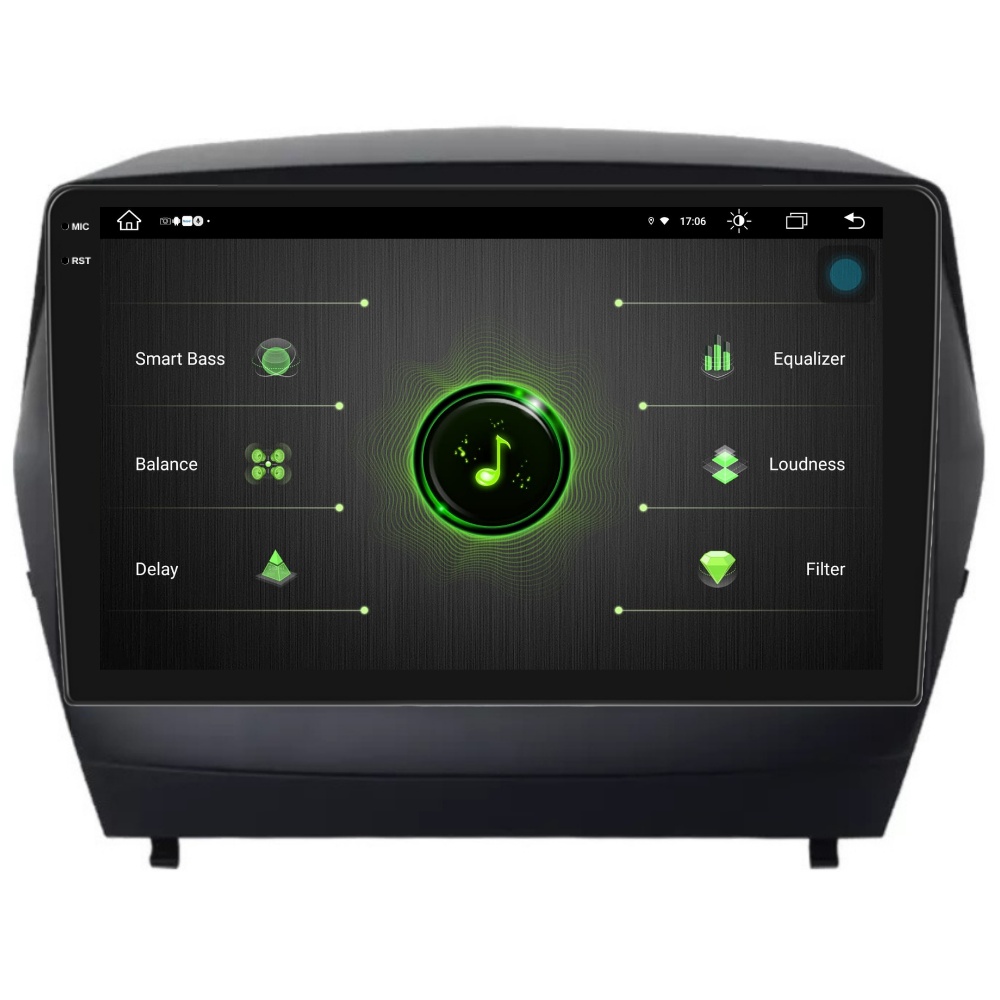 MIC
17:06
RST
Smart Bass
Equalizer
Balance
Loudness
Delay
Filter